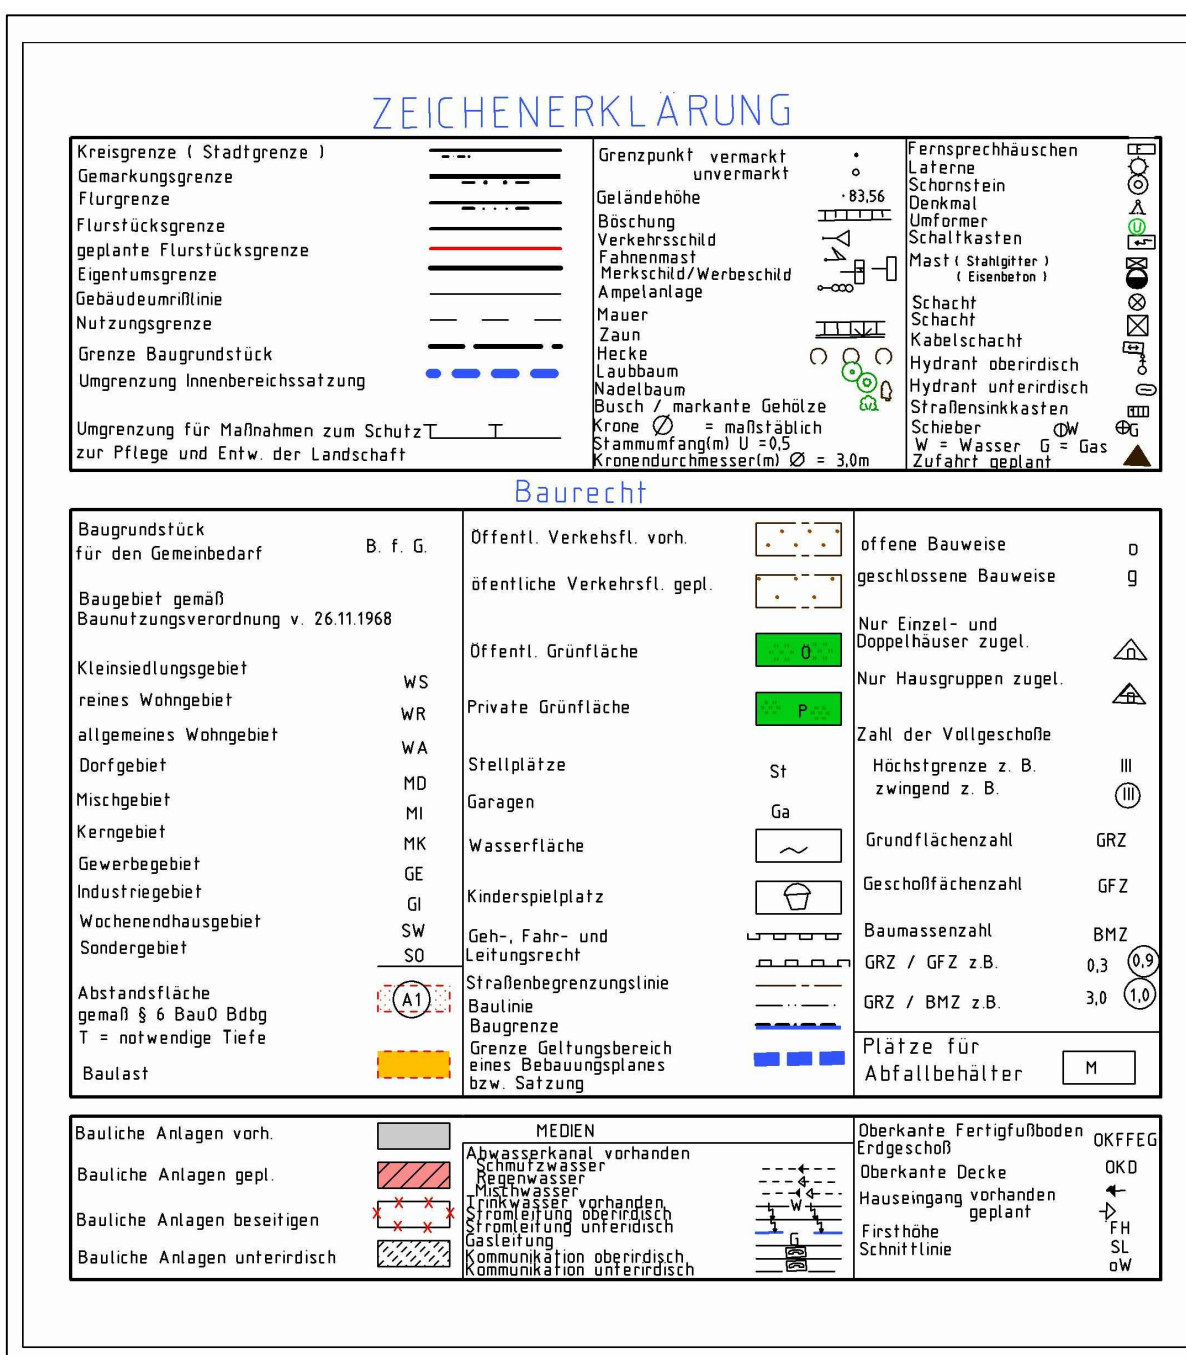 ZEICHENERKLÄRUNG
Kreisgrenze ( Stadtgrenze )
Gemarkungsgrenze
Flurgrenze
Flurstücksgrenze
geplante Flurstücksgrenze
Eigentumsgrenze
Gebäudeumrißlinie
Nutzungsgrenze
Grenze Baugrundstück
Umgrenzung Innenbereichssatzung
Umgrenzung für Maßnahmen zum Schutz
zur Pflege und Entw. der Landschaft
Grenzpunkt vermarkt
unvermarkt
Geländehöhe ·83,56
Böschung
Verkehrsschild
Fahnenmast
Merkschild/Werbeschild
Ampelanlage
Mauer
Zaun
Hecke
Laubbaum
Nadelbaum
Busch / markante Gehölze
Krone Ø = maßstäblich
Stammumfang(m) U =0,5
Kronendurchmesser(m) Ø = 3,0m
Fernsprechhäuschen F
Laterne
Schornstein
Denkmal
Umformer U
Schaltkasten
Mast ( Stahlgitter )
( Eisenbeton )
Schacht
Schacht
Kabelschacht
Hydrant oberirdisch
Hydrant unterirdisch
Straßensinkkasten
Schieber W G
W = Wasser G = Gas
Zufahrt geplant
Baurecht
Baugrundstück
für den Gemeinbedarf B. f. G.
Baugebiet gemäß
Baunutzungsverordnung v. 26.11.1968
Kleinsiedlungsgebiet WS
reines Wohngebiet WR
allgemeines Wohngebiet WA
Dorfgebiet MD
Mischgebiet MI
Kerngebiet MK
Gewerbegebiet GE
Industriegebiet GI
Wochenendhausgebiet SW
Sondergebiet SO
Abstandsfläche A1
gemäß § 6 BauO Bdbg
T = notwendige Tiefe
Baulast
Öffentl. Verkehsfl. vorh.
öfentliche Verkehrsfl. gepl.
Öffentl. Grünfläche Ö
Private Grünfläche P
Stellplätze St
Garagen Ga
Wasserfläche
Kinderspielplatz
Geh-, Fahr- und
Leitungsrecht
Straßenbegrenzungslinie
Baulinie
Baugrenze
Grenze Geltungsbereich
eines Bebauungsplanes
bzw. Satzung
offene Bauweise o
geschlossene Bauweise g
Nur Einzel- und
Doppelhäuser zugel.
Nur Hausgruppen zugel.
Zahl der Vollgeschoße
Höchstgrenze z. B. III
zwingend z. B. III
Grundflächenzahl GRZ
Geschoßfächenzahl GFZ
Baumassenzahl BMZ
GRZ / GFZ z.B. 0,3 0,9
GRZ / BMZ z.B. 3,0 1,0
Plätze für
Abfallbehälter M
Bauliche Anlagen vorh.
Bauliche Anlagen gepl.
Bauliche Anlagen beseitigen
Bauliche Anlagen unterirdisch
MEDIEN
Abwasserkanal vorhanden
Schmutzwasser
Regenwasser
Mischwasser
Trinkwasser vorhanden W
Stromleitung oberirdisch
Stromleitung unteridisch
Gasleitung G
Kommunikation oberirdisch
Kommunikation unterirdisch
Oberkante Fertigfußboden
Erdgeschoß OKFFEG
Oberkante Decke OKD
Hauseingang vorhanden
geplant
Firsthöhe FH
Schnittlinie SL
oW